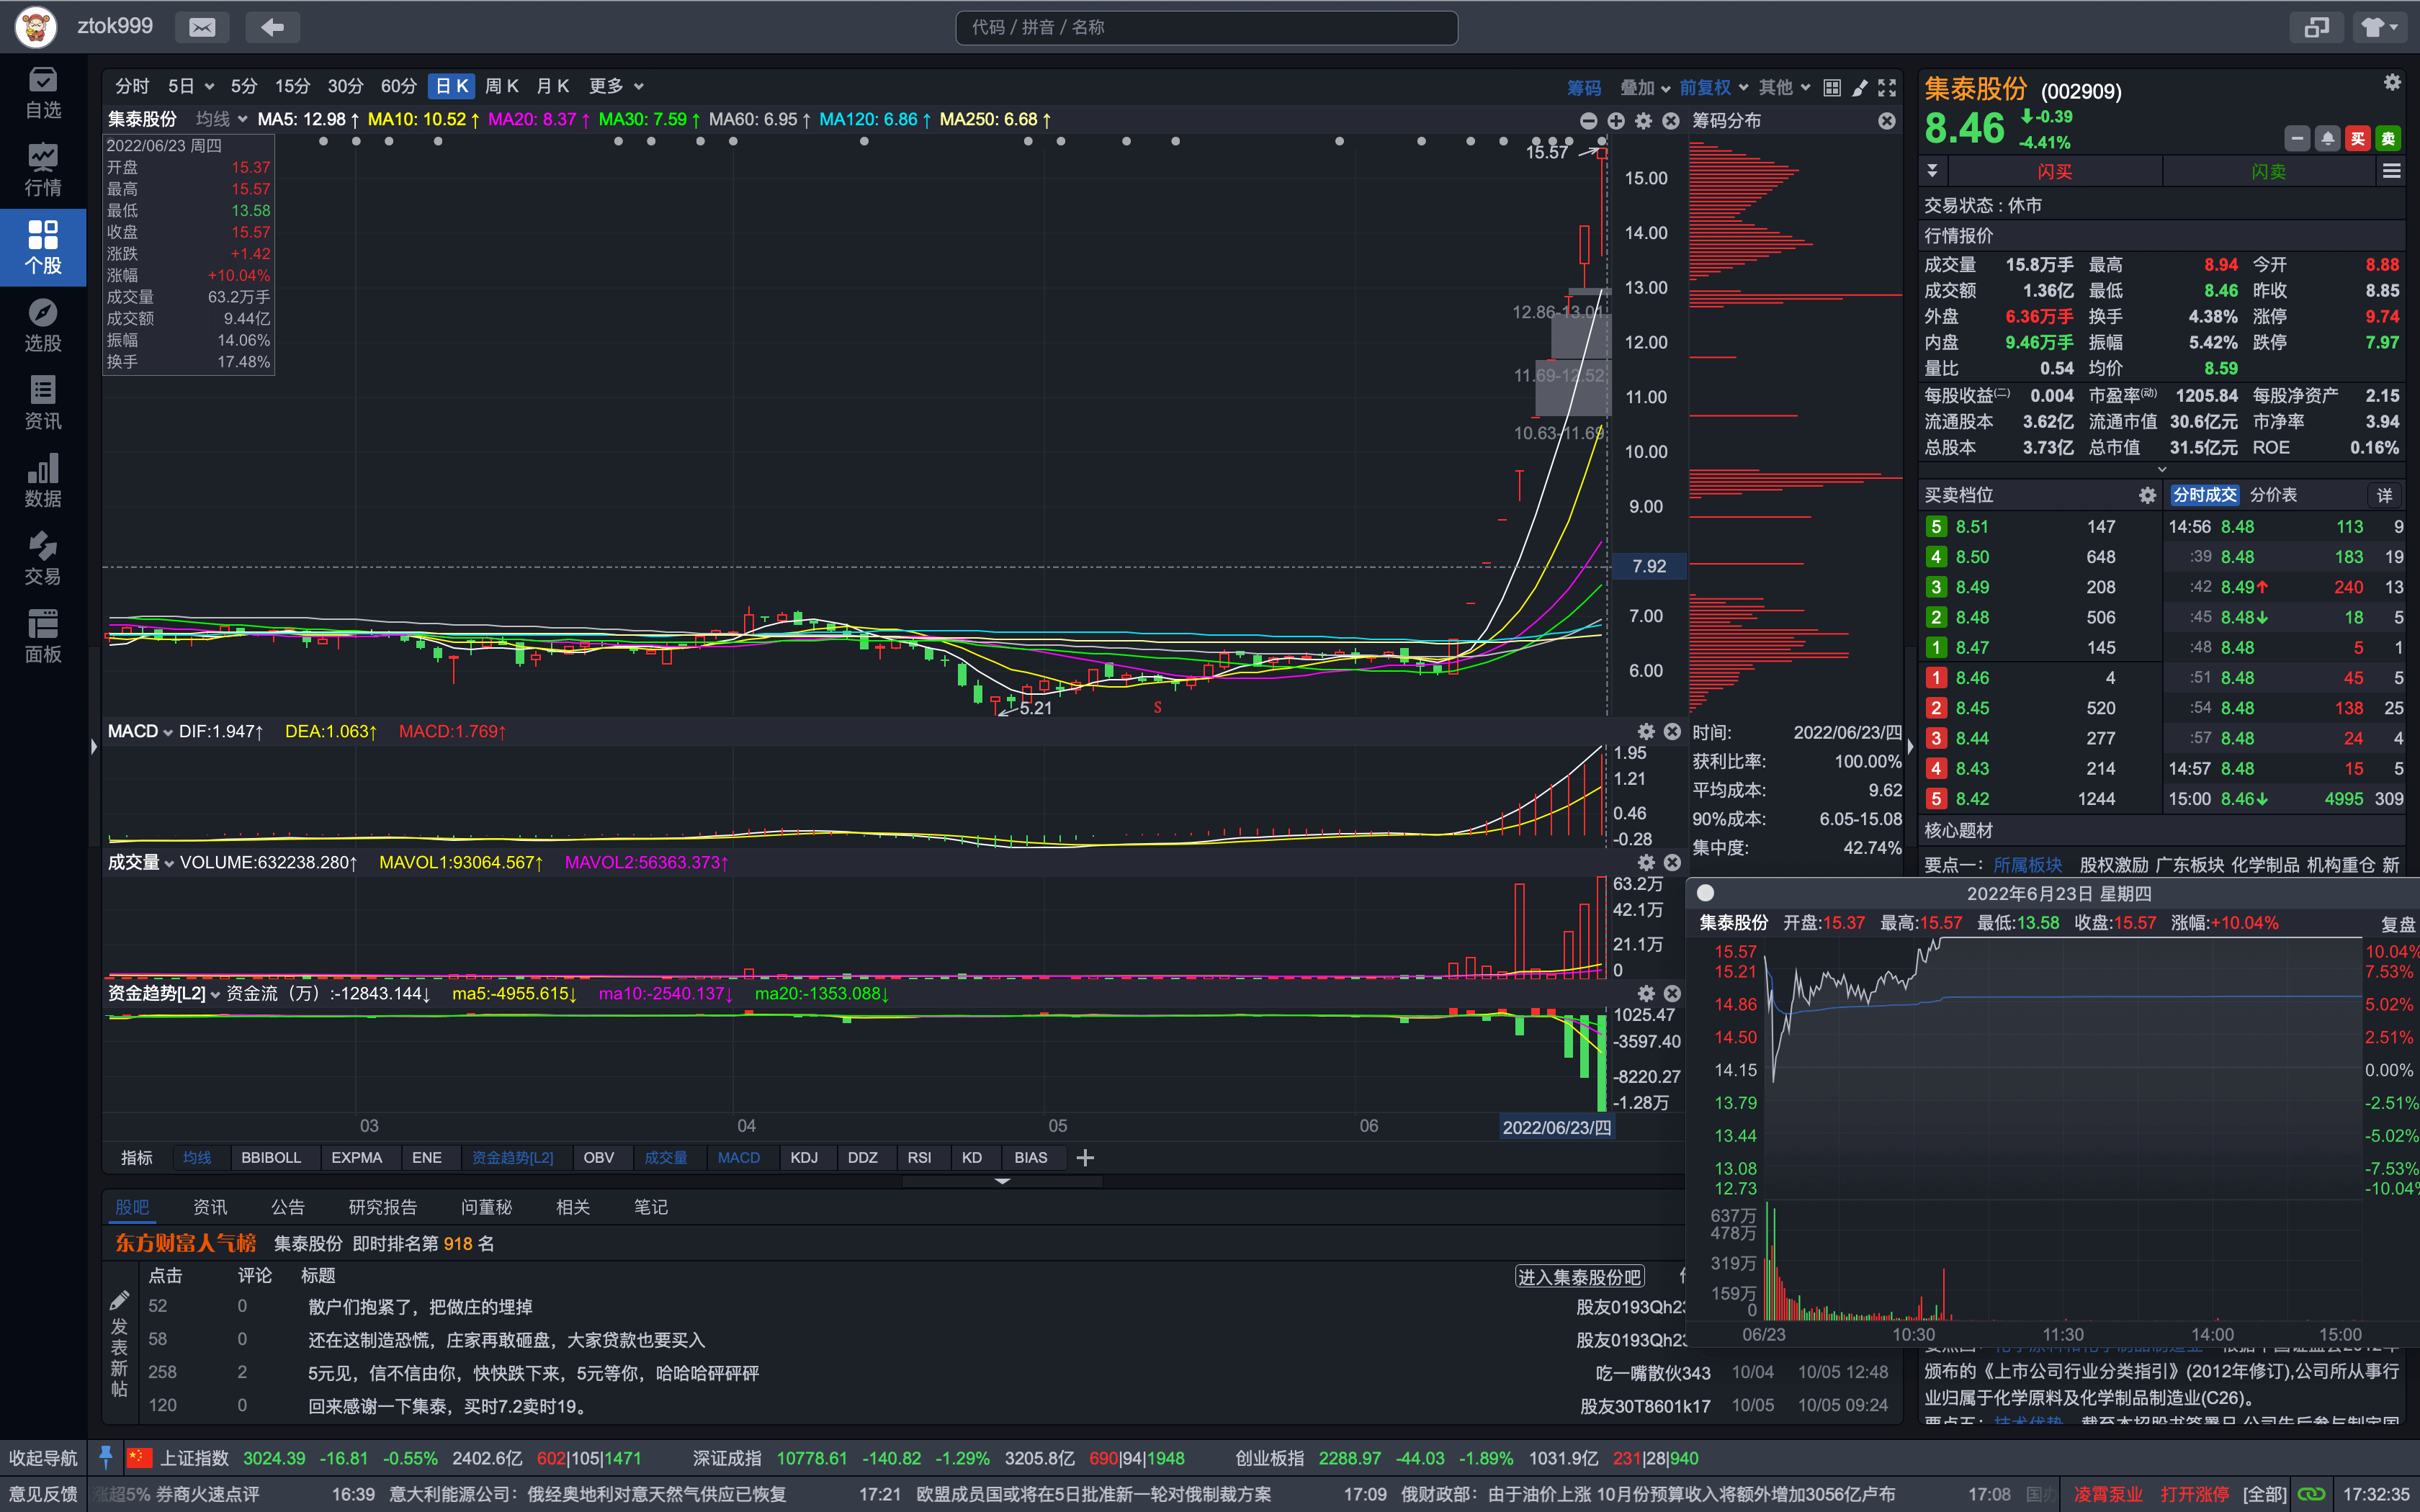 ztok999
代码 / 拼音 / 名称
自选
行情
个股
选股
资讯
数据
交易
面板
分时 5日 5分 15分 30分 60分 日K 周K 月K 更多
筹码 叠加 前复权 其他
集泰股份 均线 MA5: 12.98↑ MA10: 10.52↑ MA20: 8.37↑ MA30: 7.59↑ MA60: 6.95↑ MA120: 6.86↑ MA250: 6.68↑
筹码分布
2022/06/23 周四
开盘 15.37
最高 15.57
最低 13.58
收盘 15.57
涨跌 +1.42
涨幅 +10.04%
成交量 63.2万手
成交额 9.44亿
振幅 14.06%
换手 17.48%
15.57
15.00
14.00
13.00
12.86-13.01
12.00
11.69-12.52
11.00
10.63-11.69
10.00
9.00
7.92
7.00
6.00
5.21
S
MACD DIF:1.947↑ DEA:1.063↑ MACD:1.769↑
1.95
1.21
0.46
-0.28
时间: 2022/06/23/四
获利比率: 100.00%
平均成本: 9.62
90%成本: 6.05-15.08
集中度: 42.74%
成交量 VOLUME:632238.280↑ MAVOL1:93064.567↑ MAVOL2:56363.373↑
63.2万
42.1万
21.1万
0
资金趋势[L2] 资金流（万）:-12843.144↓ ma5:-4955.615↓ ma10:-2540.137↓ ma20:-1353.088↓
1025.47
-3597.40
-8220.27
-1.28万
03 04 05 06 2022/06/23/四
指标 均线 BBIBOLL EXPMA ENE 资金趋势[L2] OBV 成交量 MACD KDJ DDZ RSI KD BIAS
股吧 资讯 公告 研究报告 问董秘 相关 笔记
东方财富人气榜 集泰股份 即时排名第 918 名
点击 评论 标题 进入集泰股份吧
发表新帖
52 0 散户们抱紧了，把做庄的埋掉 股友0193Qh23
58 0 还在这制造恐慌，庄家再敢砸盘，大家贷款也要买入 股友0193Qh23
258 2 5元见，信不信由你，快快跌下来，5元等你，哈哈哈砰砰砰 吃一嘴散伙343 10/04 10/05 12:48
120 0 回来感谢一下集泰，买时7.2卖时19。 股友30T8601k17 10/05 10/05 09:24
集泰股份 (002909)
8.46 -0.39
-4.41%
买 卖
闪买 闪卖
交易状态 : 休市
行情报价
成交量 15.8万手 最高 8.94 今开 8.88
成交额 1.36亿 最低 8.46 昨收 8.85
外盘 6.36万手 换手 4.38% 涨停 9.74
内盘 9.46万手 振幅 5.42% 跌停 7.97
量比 0.54 均价 8.59
每股收益(二) 0.004 市盈率(动) 1205.84 每股净资产 2.15
流通股本 3.62亿 流通市值 30.6亿元 市净率 3.94
总股本 3.73亿 总市值 31.5亿元 ROE 0.16%
买卖档位 分时成交 分价表 详
5 8.51 147 14:56 8.48 113 9
4 8.50 648 :39 8.48 183 19
3 8.49 208 :42 8.49↑ 240 13
2 8.48 506 :45 8.48↓ 18 5
1 8.47 145 :48 8.48 5 1
1 8.46 4 :51 8.48 45 5
2 8.45 520 :54 8.48 138 25
3 8.44 277 :57 8.48 24 4
4 8.43 214 14:57 8.48 15 5
5 8.42 1244 15:00 8.46↓ 4995 309
核心题材
要点一： 所属板块 股权激励 广东板块 化学制品 机构重仓 新
2022年6月23日 星期四
集泰股份 开盘:15.37 最高:15.57 最低:13.58 收盘:15.57 涨幅:+10.04% 复盘
15.57 10.04%
15.21 7.53%
14.86 5.02%
14.50 2.51%
14.15 0.00%
13.79 -2.51%
13.44 -5.02%
13.08 -7.53%
12.73 -10.04%
637万
478万
319万
159万
0
06/23 10:30 11:30 14:00 15:00
颁布的《上市公司行业分类指引》(2012年修订),公司所从事行
业归属于化学原料及化学制品制造业(C26)。
要点五： 技术优势 截至本招股书签署日,公司先后参与制定国
收起导航 上证指数 3024.39 -16.81 -0.55% 2402.6亿 602|105|1471 深证成指 10778.61 -140.82 -1.29% 3205.8亿 690|94|1948 创业板指 2288.97 -44.03 -1.89% 1031.9亿 231|28|940
意见反馈 涨超5% 券商火速点评 16:39 意大利能源公司：俄经奥地利对意天然气供应已恢复 17:21 欧盟成员国或将在5日批准新一轮对俄制裁方案 17:09 俄财政部：由于油价上涨 10月份预算收入将额外增加3056亿卢布 17:08 国 凌霄泵业 打开涨停 [全部] 17:32:35